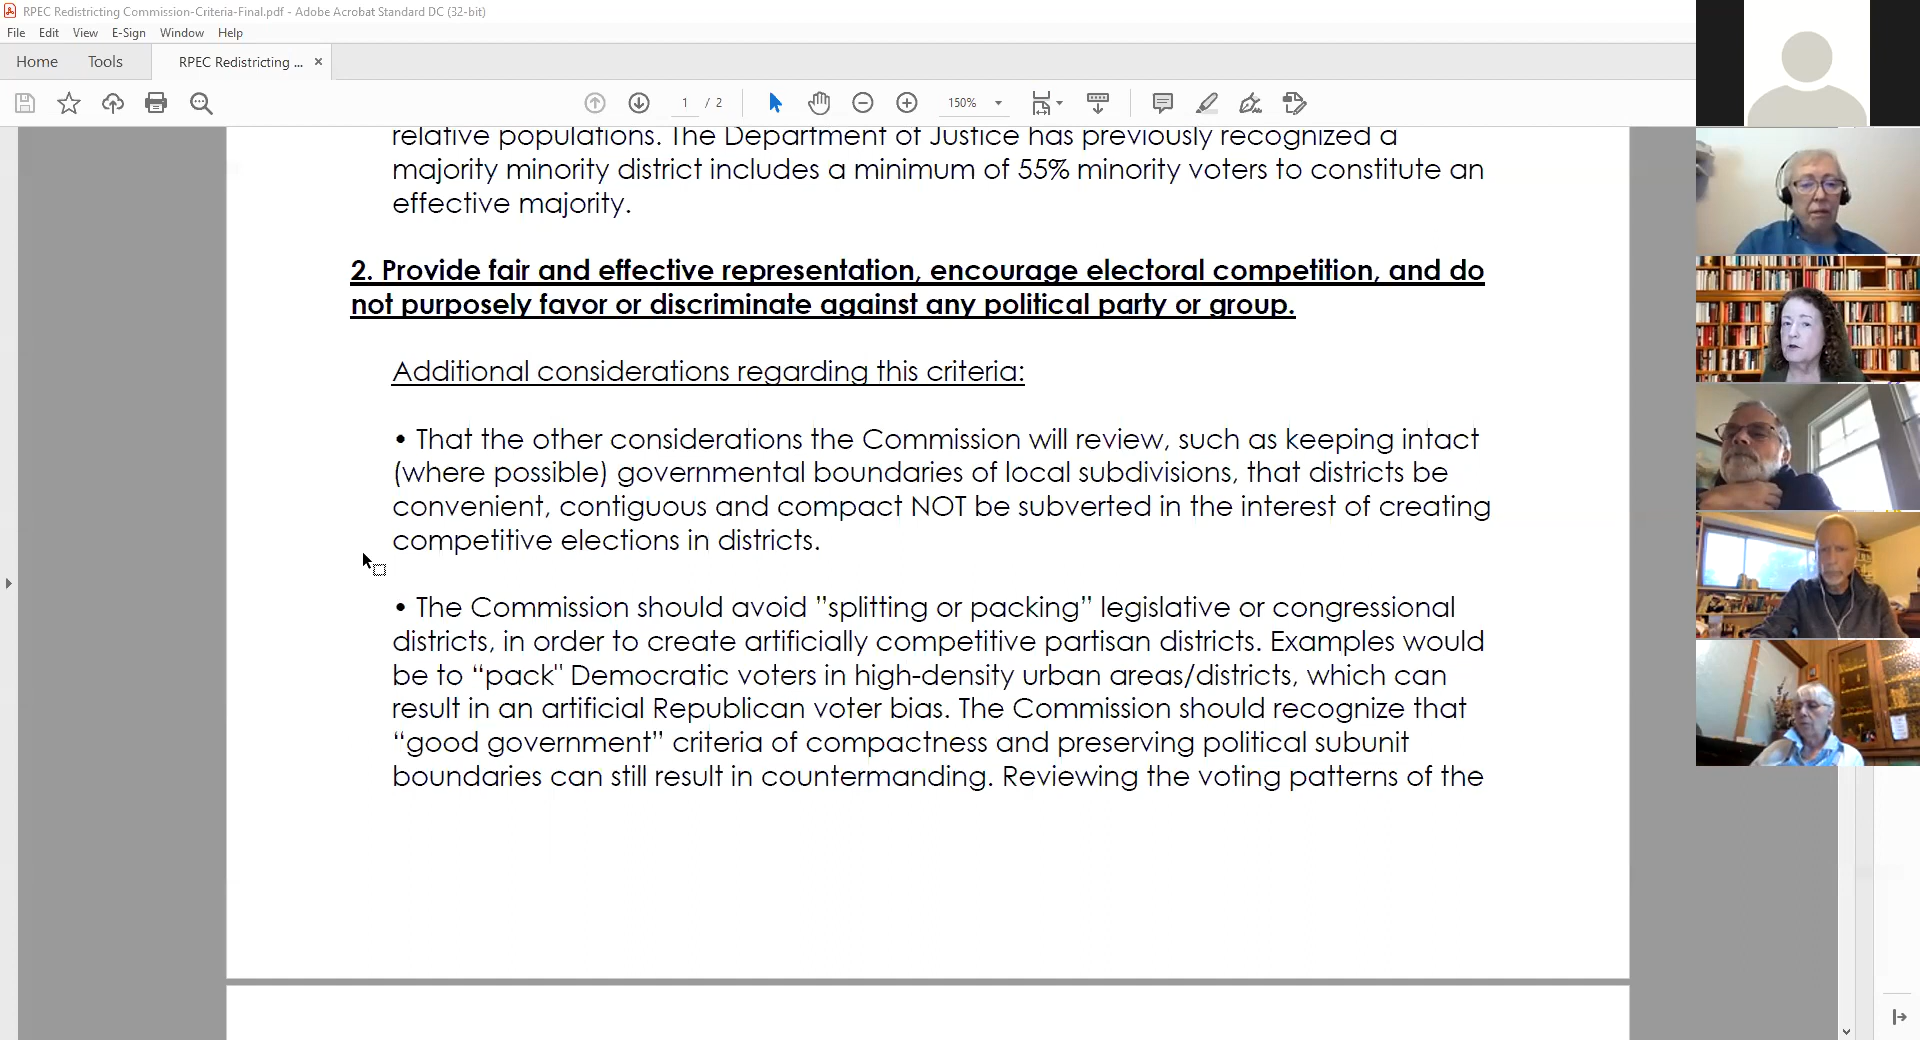 RPEC Redistricting Commission-Criteria-Final.pdf - Adobe Acrobat Standard DC (32-bit)
File Edit View E-Sign Window Help
Home Tools RPEC Redistricting ... ×
1 / 2 150%
relative populations. The Department of Justice has previously recognized a
majority minority district includes a minimum of 55% minority voters to constitute an
effective majority.
2. Provide fair and effective representation, encourage electoral competition, and do
not purposely favor or discriminate against any political party or group.
Additional considerations regarding this criteria:
• That the other considerations the Commission will review, such as keeping intact
(where possible) governmental boundaries of local subdivisions, that districts be
convenient, contiguous and compact NOT be subverted in the interest of creating
competitive elections in districts.
• The Commission should avoid ”splitting or packing” legislative or congressional
districts, in order to create artificially competitive partisan districts. Examples would
be to “pack" Democratic voters in high-density urban areas/districts, which can
result in an artificial Republican voter bias. The Commission should recognize that
“good government” criteria of compactness and preserving political subunit
boundaries can still result in countermanding. Reviewing the voting patterns of the